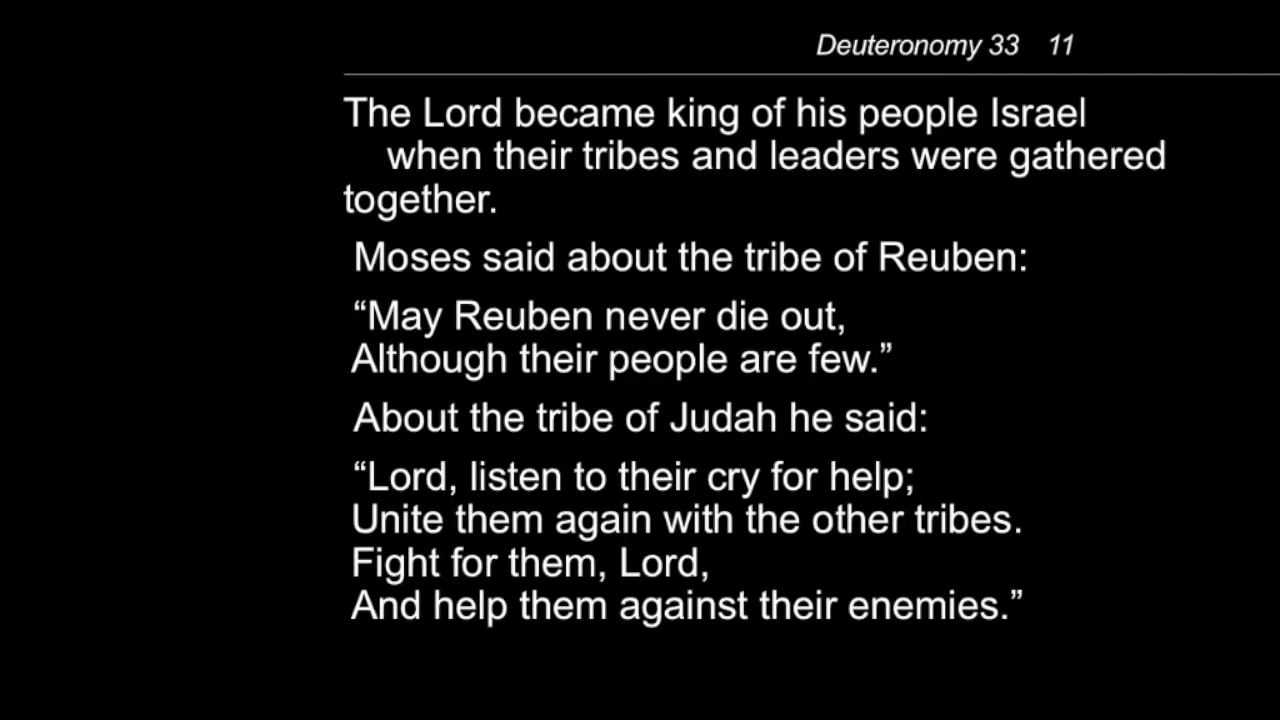 Deuteronomy 33 11
The Lord became king of his people Israel
when their tribes and leaders were gathered
together.
Moses said about the tribe of Reuben:
“May Reuben never die out,
Although their people are few.”
About the tribe of Judah he said:
“Lord, listen to their cry for help;
Unite them again with the other tribes.
Fight for them, Lord,
And help them against their enemies.”